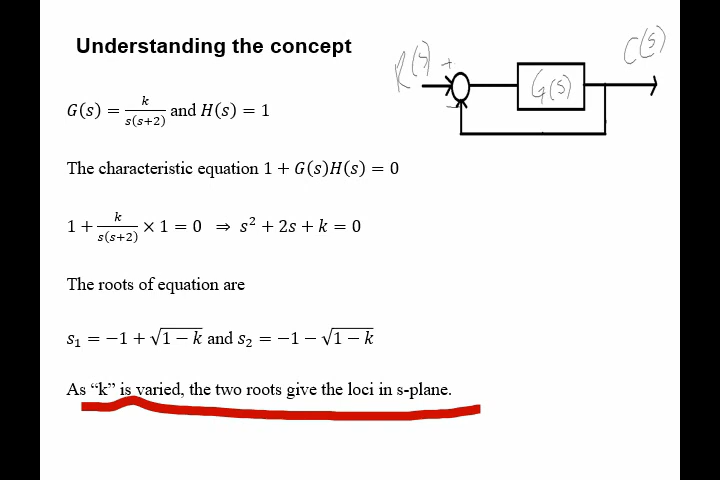 Understanding the concept
R(s) + - G(s) C(s)
G(s) = k/s(s+2) and H(s) = 1
The characteristic equation 1 + G(s)H(s) = 0
1 + k/s(s+2) × 1 = 0 ⇒ s² + 2s + k = 0
The roots of equation are
s₁ = −1 + √1 − k and s₂ = −1 − √1 − k
As “k” is varied, the two roots give the loci in s-plane.